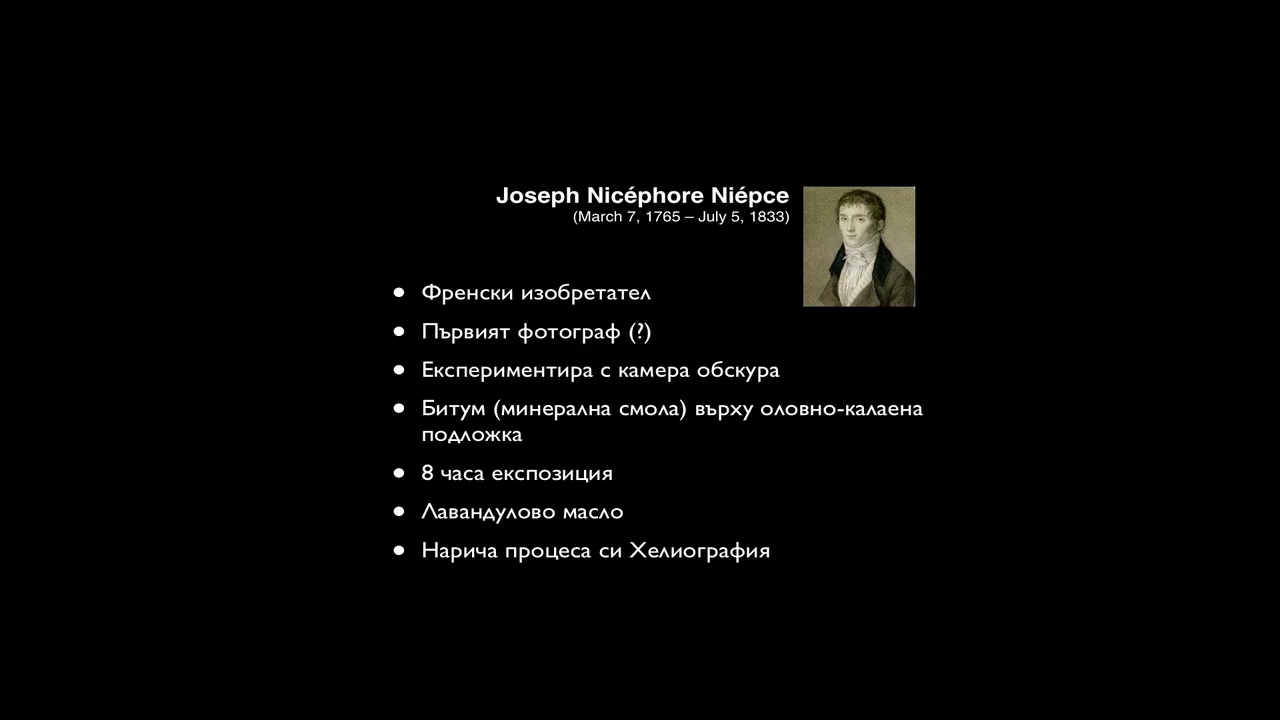 Joseph Nicéphore Niépce
(March 7, 1765 – July 5, 1833)
• Френски изобретател
• Първият фотограф (?)
• Експериментира с камера обскура
• Битум (минерална смола) върху оловно-калаена
подложка
• 8 часа експозиция
• Лавандулово масло
• Нарича процеса си Хелиография